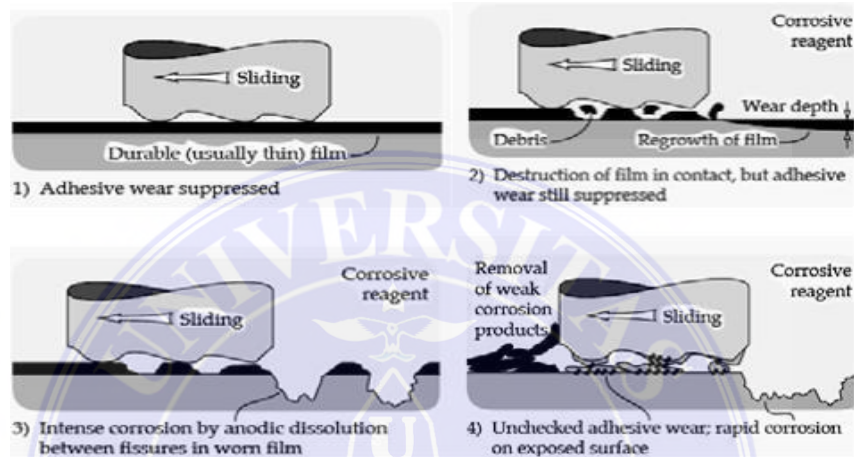 Sliding
Durable (usually thin) film
1) Adhesive wear suppressed
Corrosive
reagent
Sliding
Wear depth
Debris
Regrowth of film
2) Destruction of film in contact, but adhesive
wear still suppressed
Corrosive
reagent
Sliding
3) Intense corrosion by anodic dissolution
between fissures in worn film
Removal
of weak
corrosion
products
Corrosive
reagent
Sliding
4) Unchecked adhesive wear; rapid corrosion
on exposed surface
UNIVERSITAS